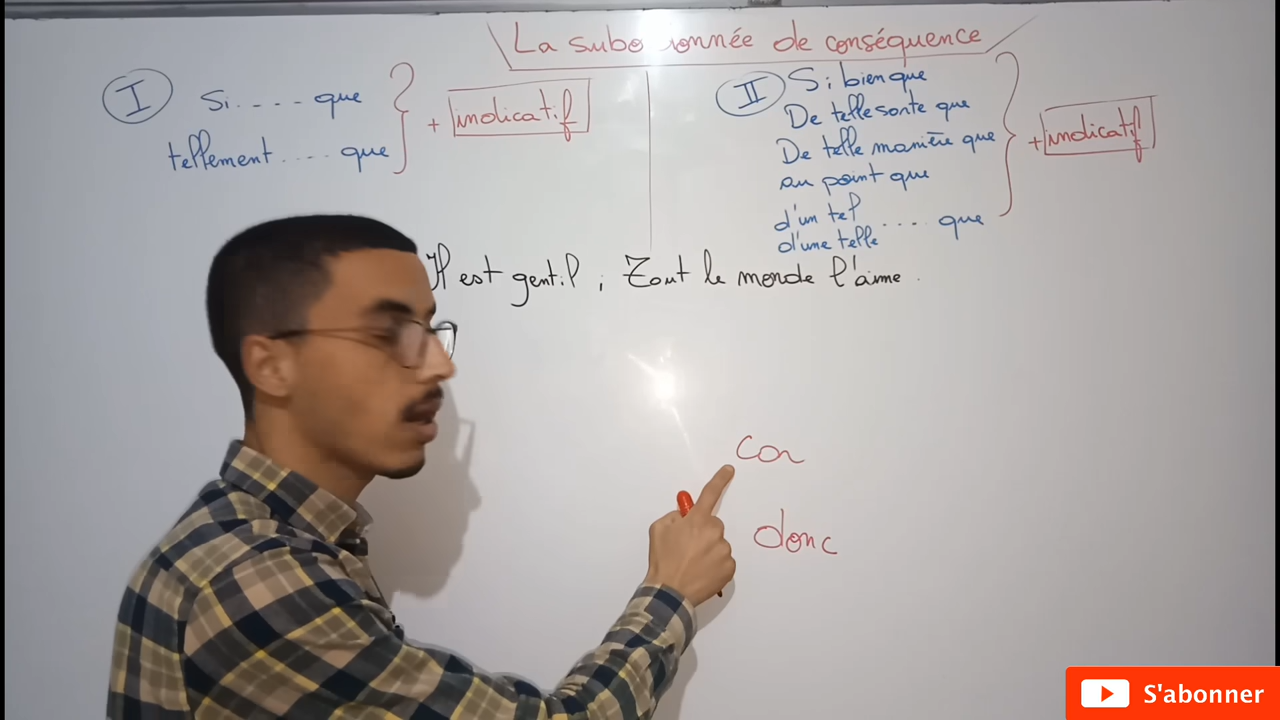 La subordonnée de conséquence
I
Si .... que
tellement .... que
+ indicatif
II
Si bien que
De telle sorte que
De telle manière que
au point que
d'un tel
d'une telle .... que
+ indicatif
Il est gentil ; Tout le monde l'aime .
Car
donc
S'abonner